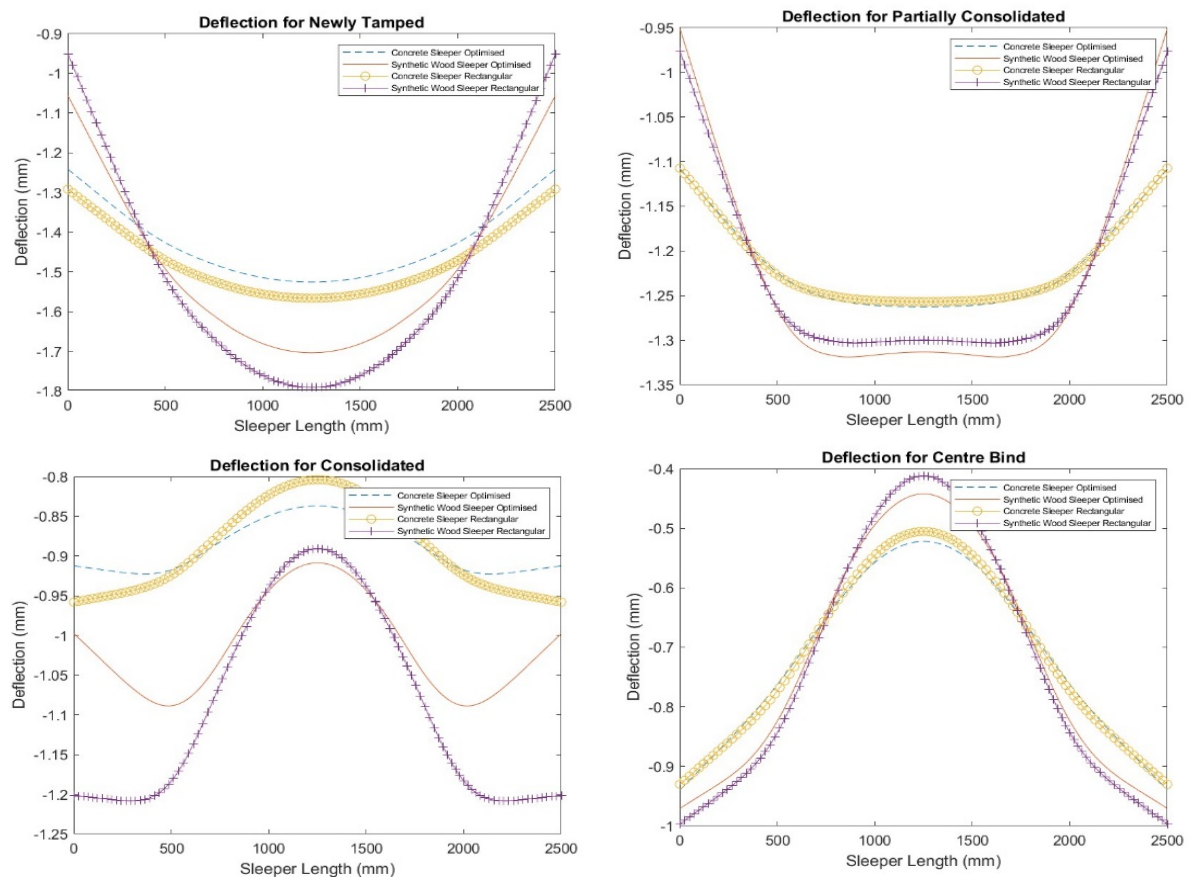 Deflection for Newly Tamped
-0.9
-1
-1.1
-1.2
-1.3
-1.4
-1.5
-1.6
-1.7
-1.8
Deflection (mm)
Concrete Sleeper Optimised
Synthetic Wood Sleeper Optimised
Concrete Sleeper Rectangular
Synthetic Wood Sleeper Rectangular
0 500 1000 1500 2000 2500
Sleeper Length (mm)
Deflection for Partially Consolidated
-0.95
-1
-1.05
-1.1
-1.15
-1.2
-1.25
-1.3
-1.35
Deflection (mm)
Concrete Sleeper Optimised
Synthetic Wood Sleeper Optimised
Concrete Sleeper Rectangular
Synthetic Wood Sleeper Rectangular
0 500 1000 1500 2000 2500
Sleeper Length (mm)
Deflection for Consolidated
-0.8
-0.85
-0.9
-0.95
-1
-1.05
-1.1
-1.15
-1.2
-1.25
Deflection (mm)
Concrete Sleeper Optimised
Synthetic Wood Sleeper Optimised
Concrete Sleeper Rectangular
Synthetic Wood Sleeper Rectangular
0 500 1000 1500 2000 2500
Sleeper Length (mm)
Deflection for Centre Bind
-0.4
-0.5
-0.6
-0.7
-0.8
-0.9
-1
Deflection (mm)
Concrete Sleeper Optimised
Synthetic Wood Sleeper Optimised
Concrete Sleeper Rectangular
Synthetic Wood Sleeper Rectangular
0 500 1000 1500 2000 2500
Sleeper Length (mm)